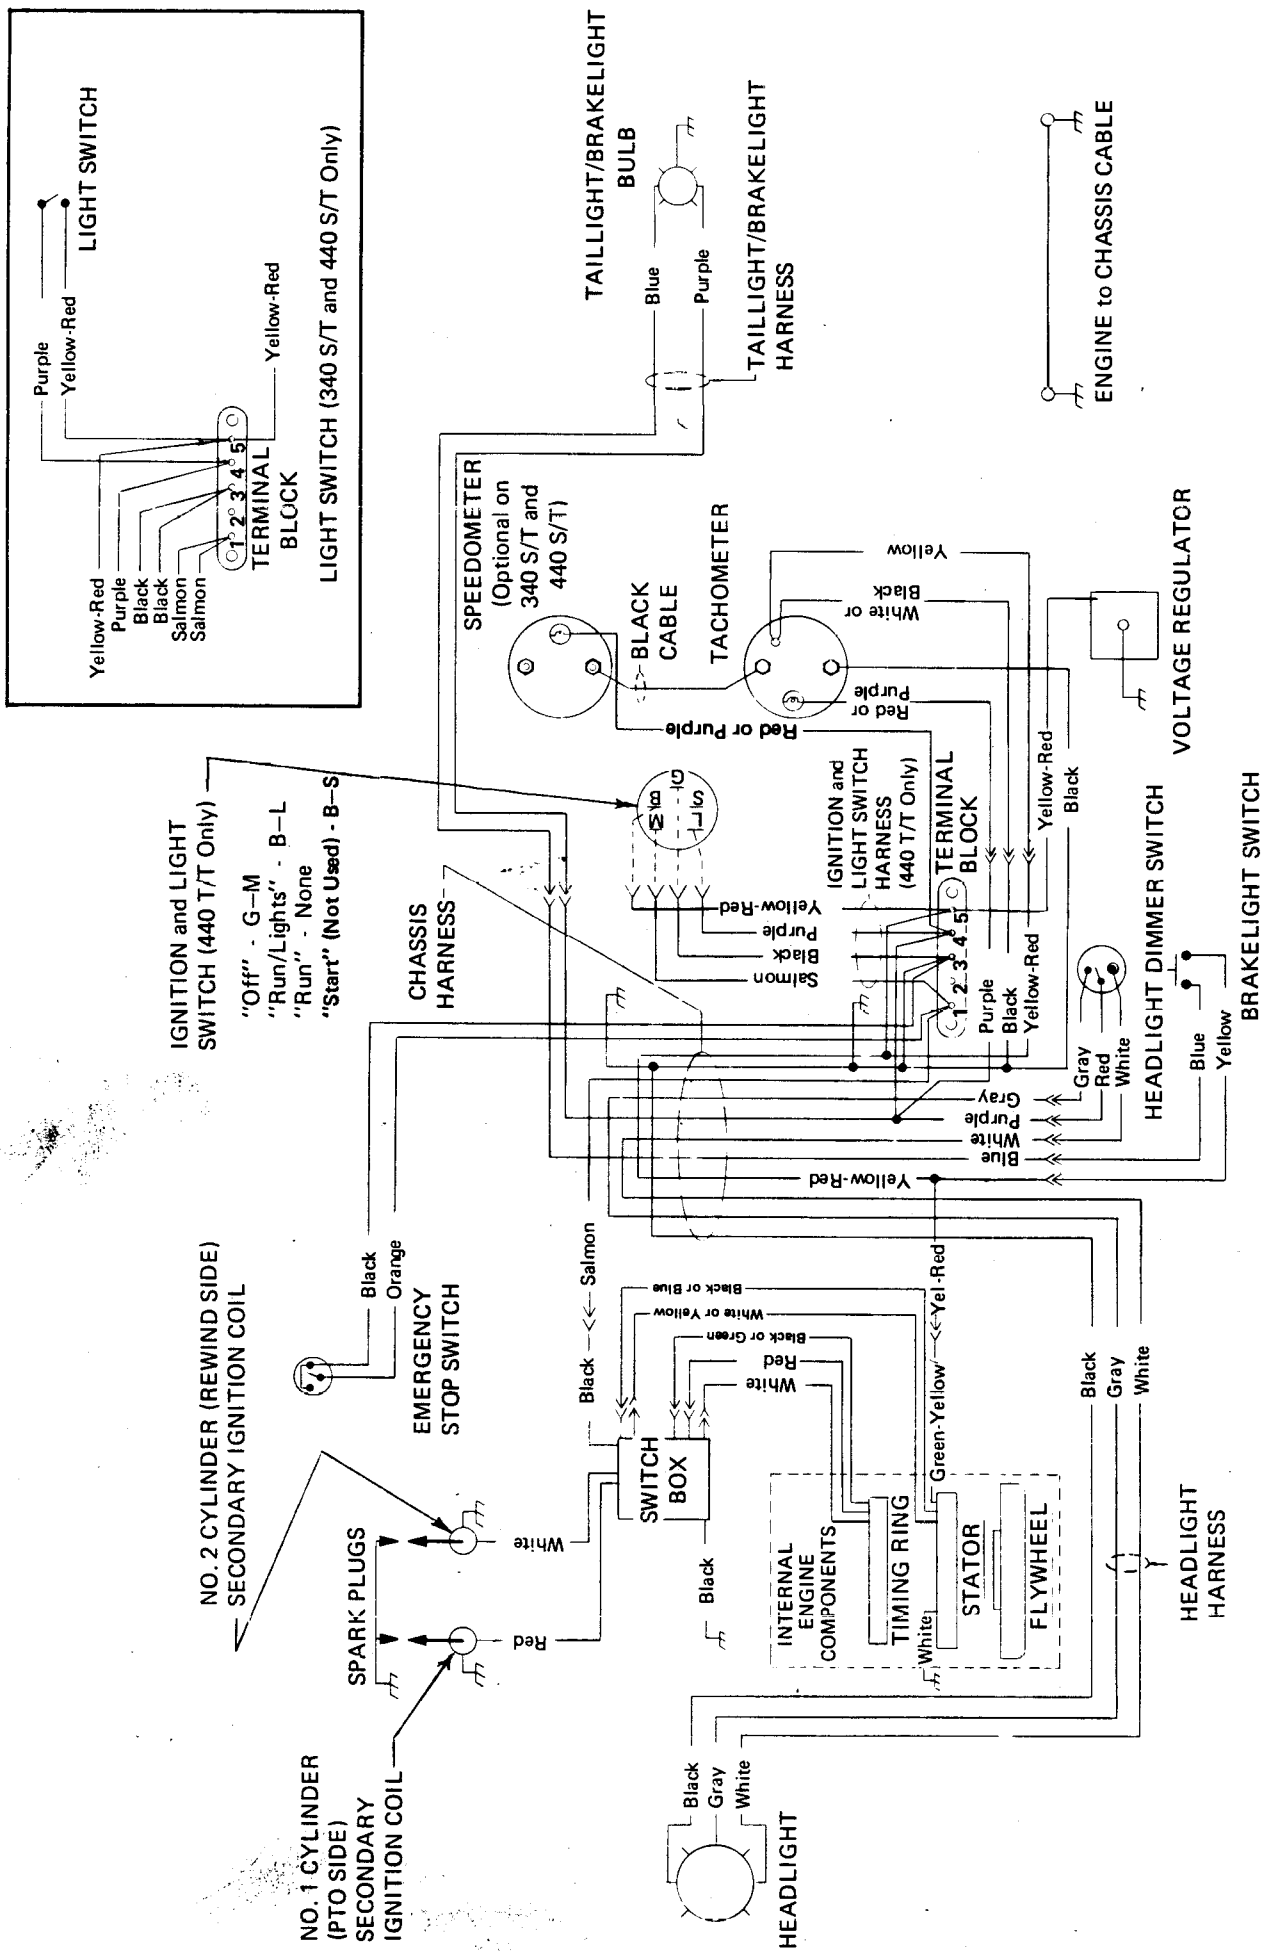 LIGHT SWITCH
Purple
Yellow-Red
Yellow-Red
Purple
Black
Black
Salmon
Salmon
1 2 3 4 5
TERMINAL
BLOCK
Yellow-Red
LIGHT SWITCH (340 S/T and 440 S/T Only)
TAILLIGHT/BRAKELIGHT
BULB
Blue
Purple
TAILLIGHT/BRAKELIGHT
HARNESS
ENGINE to CHASSIS CABLE
SPEEDOMETER
(Optional on
340 S/T and
440 S/T)
BLACK
CABLE
TACHOMETER
Yellow
White or
Black
Red or
Purple
Red or Purple
VOLTAGE REGULATOR
IGNITION and LIGHT
SWITCH (440 T/T Only)
"Off" - G–M
"Run/Lights" - B–L
"Run" - None
"Start" (Not Used) - B–S
G
B
M
S
L
IGNITION and
LIGHT SWITCH
HARNESS
(440 T/T Only)
Yellow-Red
Purple
Black
Salmon
TERMINAL
BLOCK
1 2 3 4 5
Yellow-Red
Black
CHASSIS
HARNESS
Purple
Black
Yellow-Red
Gray
Red
White
HEADLIGHT DIMMER SWITCH
Blue
Yellow
BRAKELIGHT SWITCH
Gray
Purple
White
Blue
Yellow-Red
NO. 2 CYLINDER (REWIND SIDE)
SECONDARY IGNITION COIL
Black
Orange
EMERGENCY
STOP SWITCH
Salmon
Black
Black or Blue
White or Yellow
Black or Green
Red
White
Yel-Red
Green-Yellow
SWITCH
BOX
Black
SPARK PLUGS
White
Red
NO. 1 CYLINDER
(PTO SIDE)
SECONDARY
IGNITION COIL
INTERNAL
ENGINE
COMPONENTS
TIMING RING
White
STATOR
FLYWHEEL
Black
Gray
White
HEADLIGHT
HARNESS
Black
Gray
White
HEADLIGHT